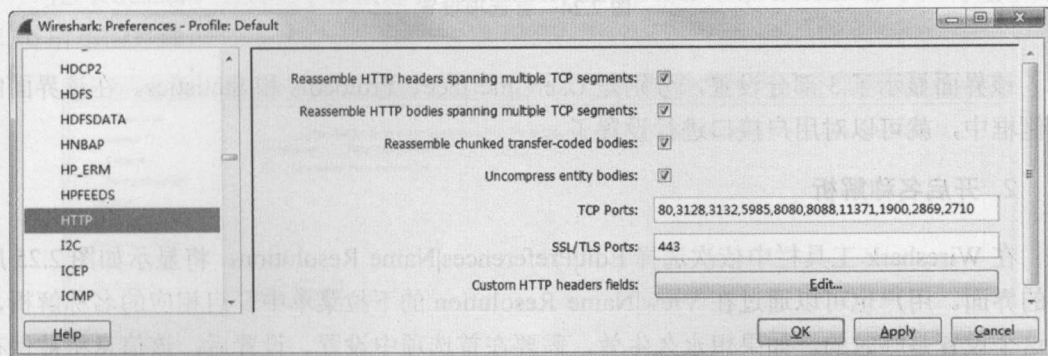 Wireshark: Preferences - Profile: Default
HDCP2
HDFS
HDFSDATA
HNBAP
HP_ERM
HPFEEDS
HTTP
I2C
ICEP
ICMP
Reassemble HTTP headers spanning multiple TCP segments:
Reassemble HTTP bodies spanning multiple TCP segments:
Reassemble chunked transfer-coded bodies:
Uncompress entity bodies:
TCP Ports: 80,3128,3132,5985,8080,8088,11371,1900,2869,2710
SSL/TLS Ports: 443
Custom HTTP headers fields: Edit...
Help
OK Apply Cancel